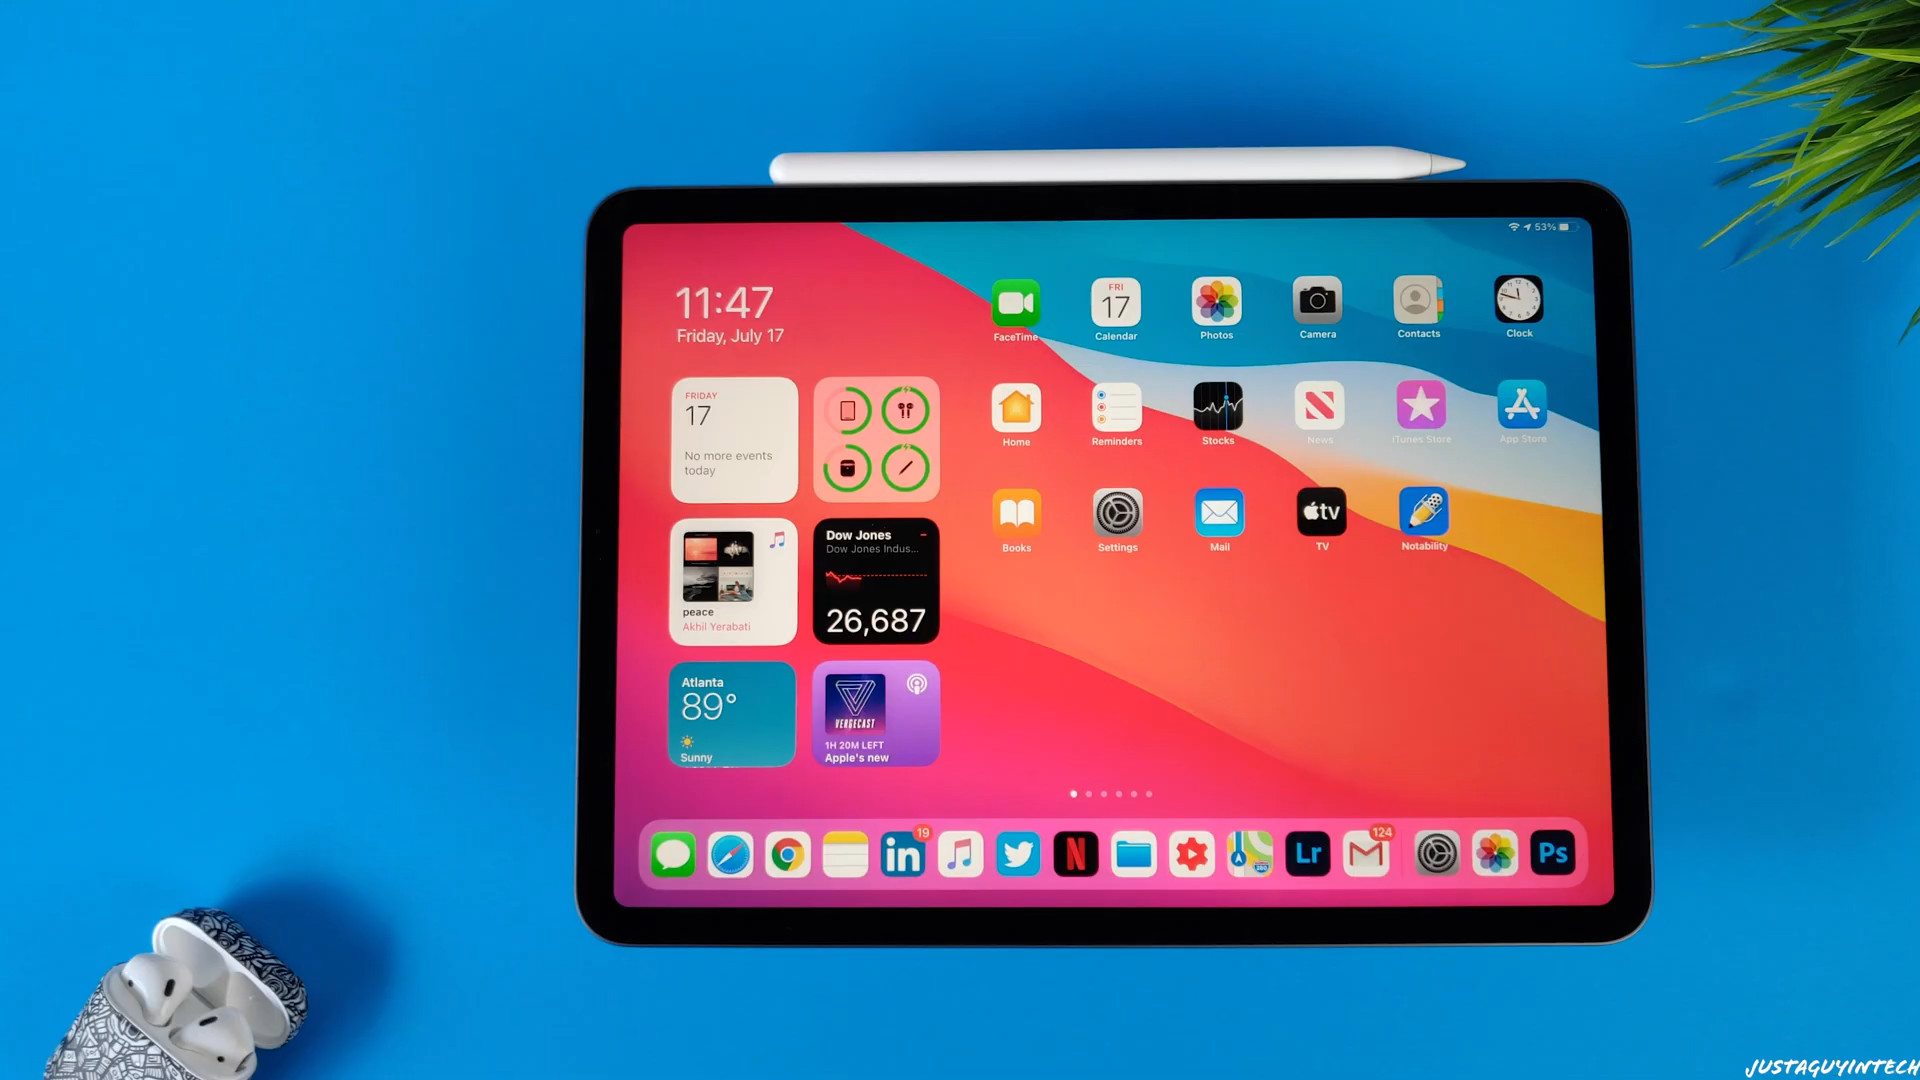 53%
11:47
Friday, July 17
FaceTime
FRI
17
Calendar
Photos
Camera
Contacts
Clock
FRIDAY
17
No more events
today
Home
Reminders
Stocks
News
iTunes Store
App Store
Books
Settings
Mail
tv
TV
Notability
peace
Akhil Yerabati
Dow Jones
Dow Jones Indus...
26,687
Atlanta
89°
Sunny
VERGECAST
1H 20M LEFT
Apple's new
in
19
N
Lr
124
Ps
JUSTAGUYINTECH